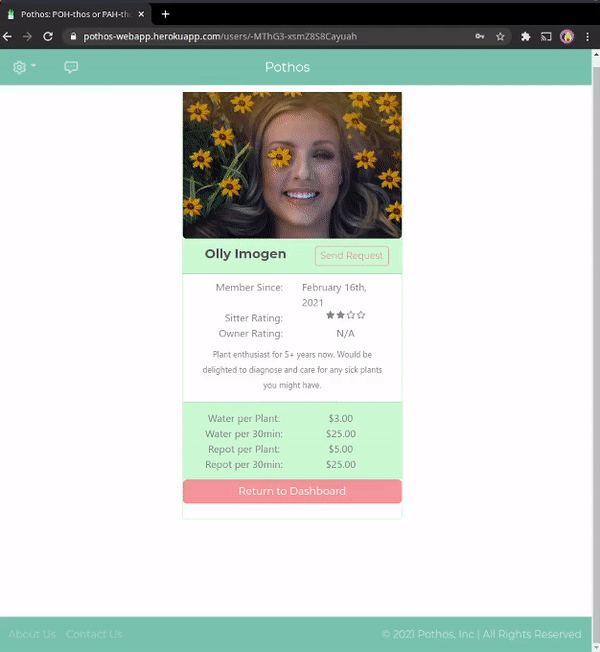 Pothos: POH-thos or PAH-tho
pothos-webapp.herokuapp.com/users/-MThG3-xsmZ8S8Cayuah
Pothos
Olly Imogen
Send Request
Member Since: February 16th,
2021
Sitter Rating:
Owner Rating: N/A
Plant enthusiast for 5+ years now. Would be
delighted to diagnose and care for any sick plants
you might have.
Water per Plant: $3.00
Water per 30min: $25.00
Repot per Plant: $5.00
Repot per 30min: $25.00
Return to Dashboard
About Us Contact Us © 2021 Pothos, Inc | All Rights Reserved